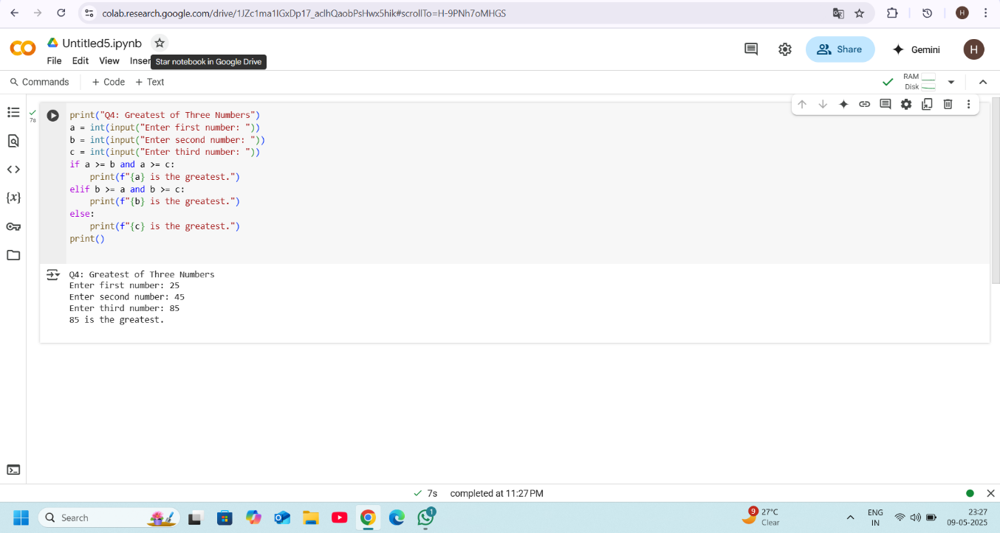 colab.research.google.com/drive/1JZc1ma1IGxDp17_aclhQaobPsHwx5hik#scrollTo=H-9PNh7oMHGS
H
Untitled5.ipynb
File Edit View Inser
Star notebook in Google Drive
Share
Gemini
H
Commands + Code + Text
RAM
Disk
7s
print("Q4: Greatest of Three Numbers")
a = int(input("Enter first number: "))
b = int(input("Enter second number: "))
c = int(input("Enter third number: "))
if a >= b and a >= c:
    print(f"{a} is the greatest.")
elif b >= a and b >= c:
    print(f"{b} is the greatest.")
else:
    print(f"{c} is the greatest.")
print()
{x}
Q4: Greatest of Three Numbers
Enter first number: 25
Enter second number: 45
Enter third number: 85
85 is the greatest.
7s completed at 11:27 PM
Search
1
9
27°C
Clear
ENG
IN
23:27
09-05-2025